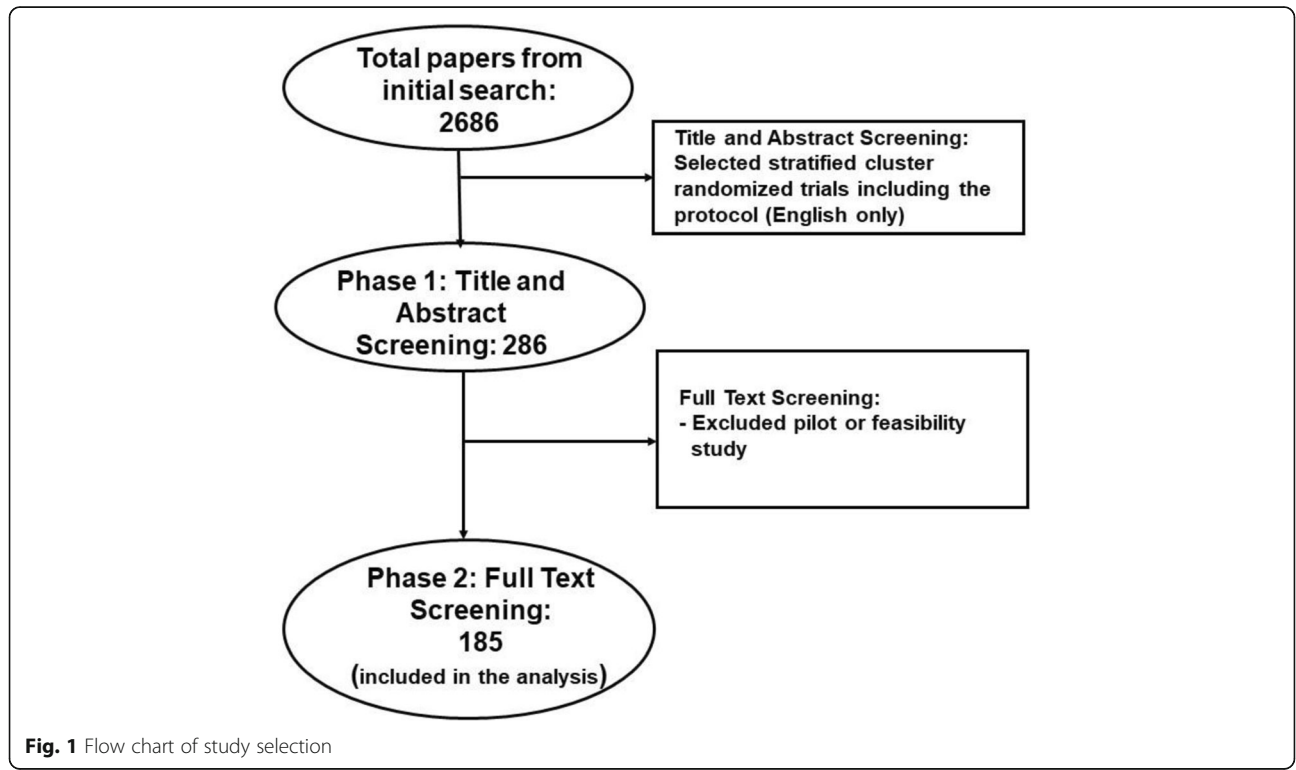 Total papers from
initial search:
2686
Title and Abstract Screening:
Selected stratified cluster
randomized trials including the
protocol (English only)
Phase 1: Title and
Abstract
Screening: 286
Full Text Screening:
- Excluded pilot or feasibility
study
Phase 2: Full Text
Screening:
185
(included in the analysis)
Fig. 1 Flow chart of study selection